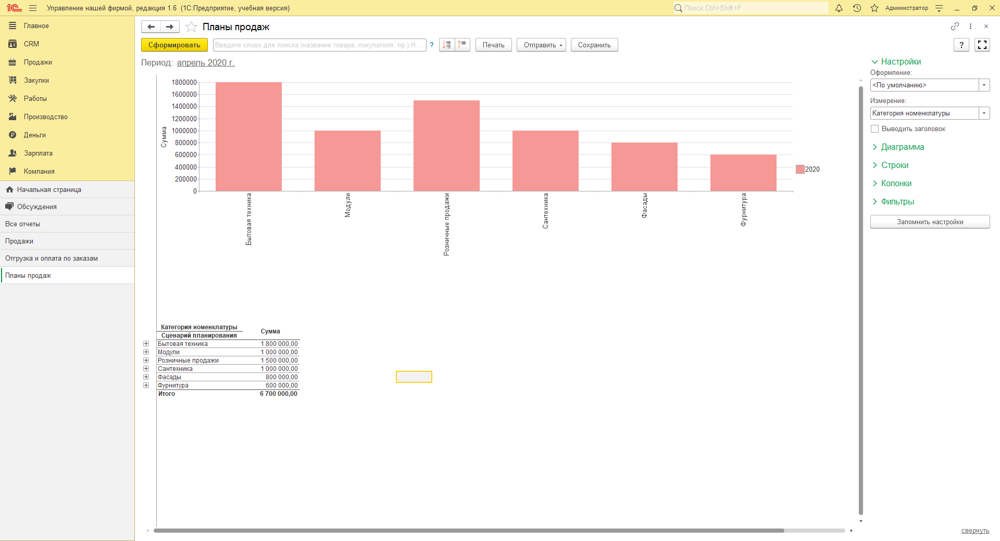 Управление нашей фирмой, редакция 1.6 (1С:Предприятие, учебная версия)
Поиск Ctrl+Shift+F
Администратор
Главное
CRM
Продажи
Закупки
Работы
Производство
Деньги
Зарплата
Компания
Начальная страница
Обсуждения
Все отчеты
Продажи
Отгрузка и оплата по заказам
Планы продаж
Планы продаж
Сформировать
Введите слово для поиска (название товара, покупателя, пр.).Н...
?
Печать
Отправить
Сохранить
?
Период: апрель 2020 г.
Сумма
1800000
1600000
1400000
1200000
1000000
800000
600000
400000
200000
0
Бытовая техника
Модули
Розничные продажи
Сантехника
Фасады
Фурнитура
2020
Категория номенклатуры
Сумма
Сценарий планирования
Бытовая техника 1 800 000,00
Модули 1 000 000,00
Розничные продажи 1 500 000,00
Сантехника 1 000 000,00
Фасады 800 000,00
Фурнитура 600 000,00
Итого 6 700 000,00
Настройки
Оформление:
<По умолчанию>
Измерение:
Категория номенклатуры
Выводить заголовок
Диаграмма
Строки
Колонки
Фильтры
Запомнить настройки
свернуть